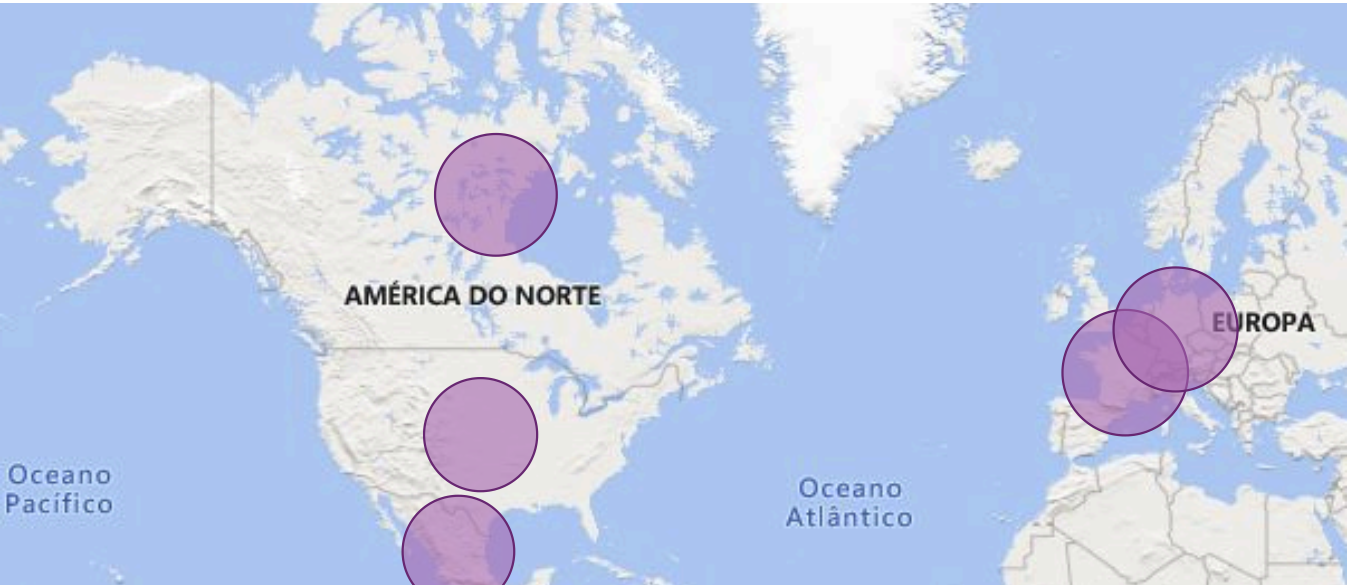 AMÉRICA DO NORTE
EUROPA
Oceano
Pacífico
Oceano
Atlântico